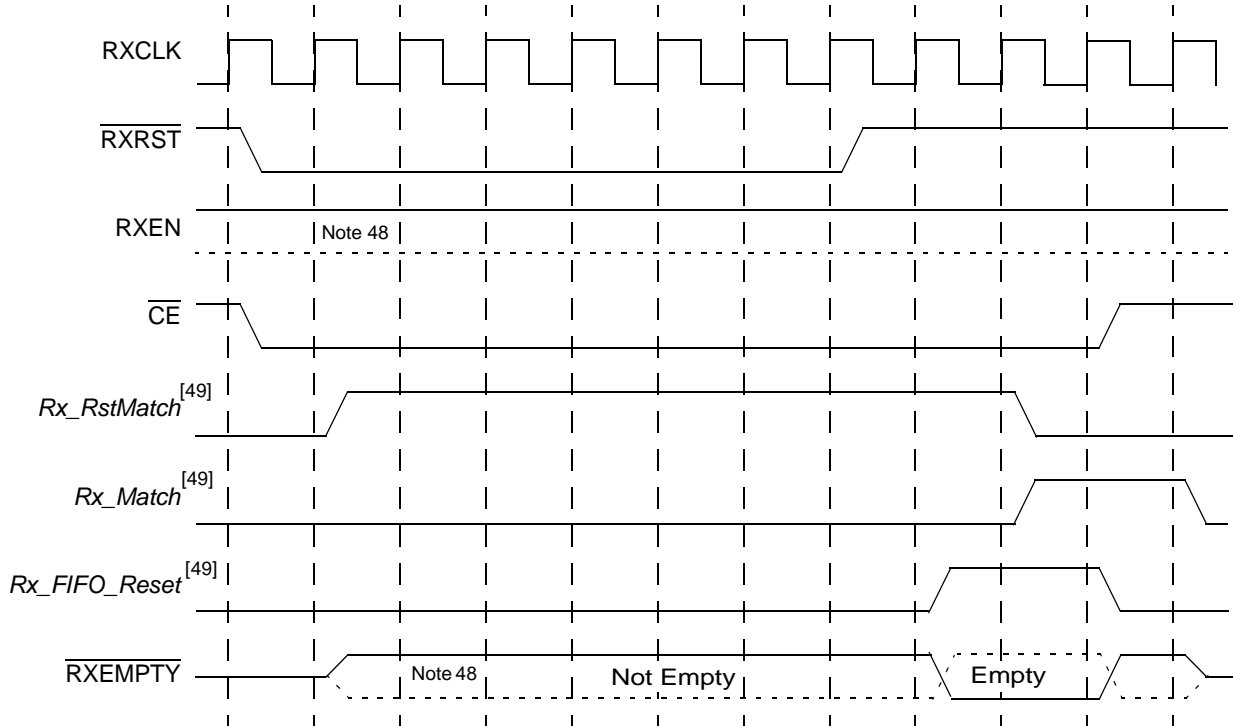 RXCLK
RXRST
RXEN
Note 48
CE
Rx_RstMatch[49]
Rx_Match[49]
Rx_FIFO_Reset[49]
RXEMPTY
Note 48
Not Empty
Empty